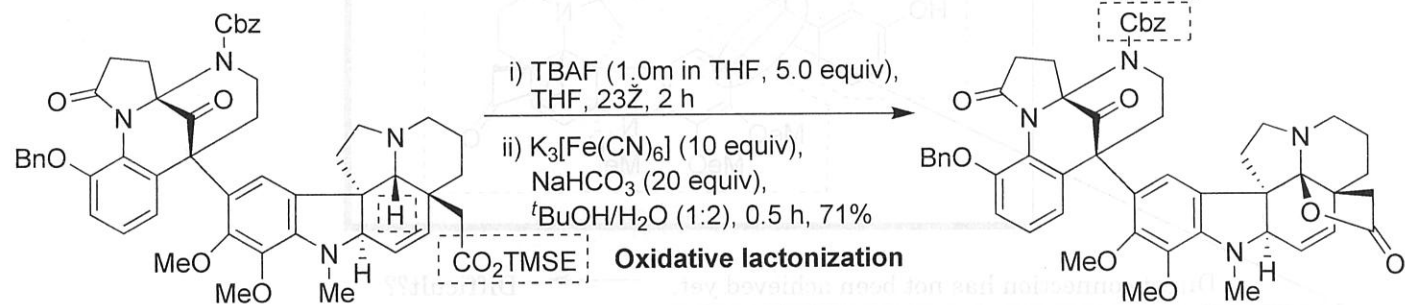 Cbz
N
O
N
O
BnO
N
H
MeO
MeO
N
Me
H
CO₂TMSE
i) TBAF (1.0m in THF, 5.0 equiv),
THF, 23Ž, 2 h
ii) K₃[Fe(CN)₆] (10 equiv),
NaHCO₃ (20 equiv),
ᵗBuOH/H₂O (1:2), 0.5 h, 71%
Oxidative lactonization
Cbz
N
O
N
O
BnO
N
O
O
MeO
MeO
N
Me
H